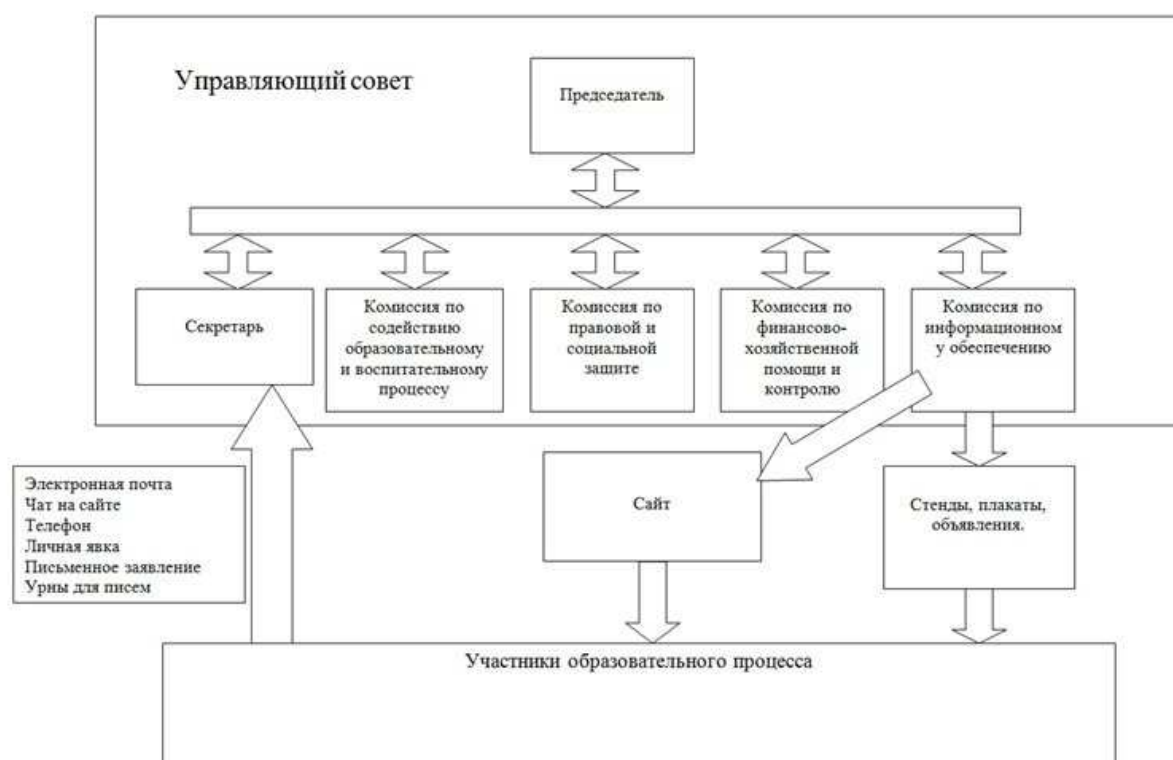 Управляющий совет
Председатель
Секретарь
Комиссия по
содействию
образовательному
и воспитательному
процессу
Комиссия по
правовой и
социальной
защите
Комиссия по
финансово-
хозяйственной
помощи и
контролю
Комиссия по
информационном
у обеспечению
Электронная почта
Чат на сайте
Телефон
Личная явка
Письменное заявление
Урны для писем
Сайт
Стенды, плакаты,
объявления.
Участники образовательного процесса